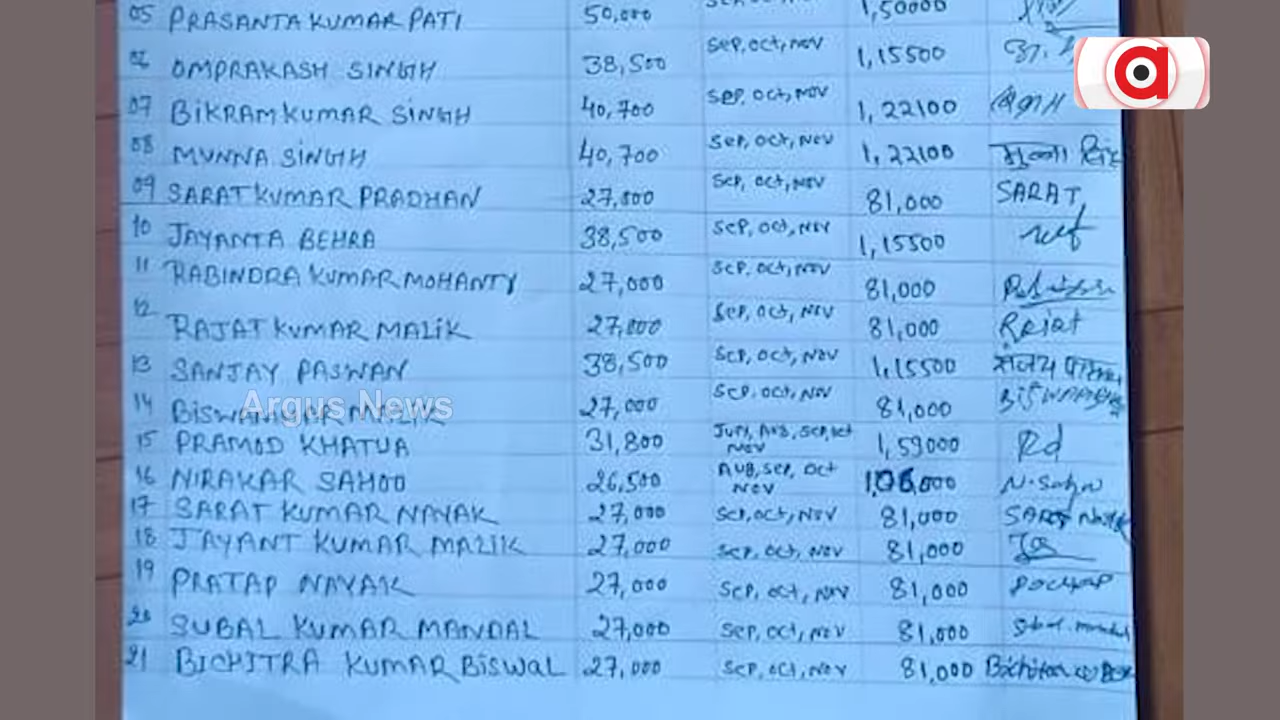 05 PRASANTA KUMAR PATI 50,000 Sep, Oct, Nov 1,50000
06 OMPRAKASH SINGH 38,500 Sep, Oct, Nov 1,15500
07 BIKRAM KUMAR SINGH 40,700 Sep, Oct, Nov 1,22100
08 MUNNA SINGH 40,700 Sep, Oct, Nov 1,22100 मुन्ना सिंह
09 SARAT KUMAR PRADHAN 27,000 Sep, Oct, Nov 81,000 SARAT,
10 JAYANTA BEHRA 38,500 Sep, Oct, Nov 1,15500
11 RABINDRA KUMAR MOHANTY 27,000 Sep, Oct, Nov 81,000
12 RAJAT KUMAR MALIK 27,000 Sep, Oct, Nov 81,000 Rajat
13 SANJAY PASWAN 38,500 Sep, Oct, Nov 1,15500
14 BISWAMBAR MALIK 27,000 Sep, Oct, Nov 81,000
Argus News
15 PRAMOD KHATUA 31,800 Aug, Sep, Oct Nov 1,59000 Rd
16 NIRAKAR SAHOO 26,500 Aug, Sep, Oct Nov 1,06,000 N. Sahoo
17 SARAT KUMAR NAYAK 27,000 Sep, Oct, Nov 81,000 SARAT NAYAK
18 JAYANT KUMAR MALIK 27,000 Sep, Oct, Nov 81,000
19 PRATAP NAYAK 27,000 Sep, Oct, Nov 81,000
20 SUBAL KUMAR MANDAL 27,000 Sep, Oct, Nov 81,000
21 BICHITRA KUMAR BISWAL 27,000 Sep, Oct, Nov 81,000